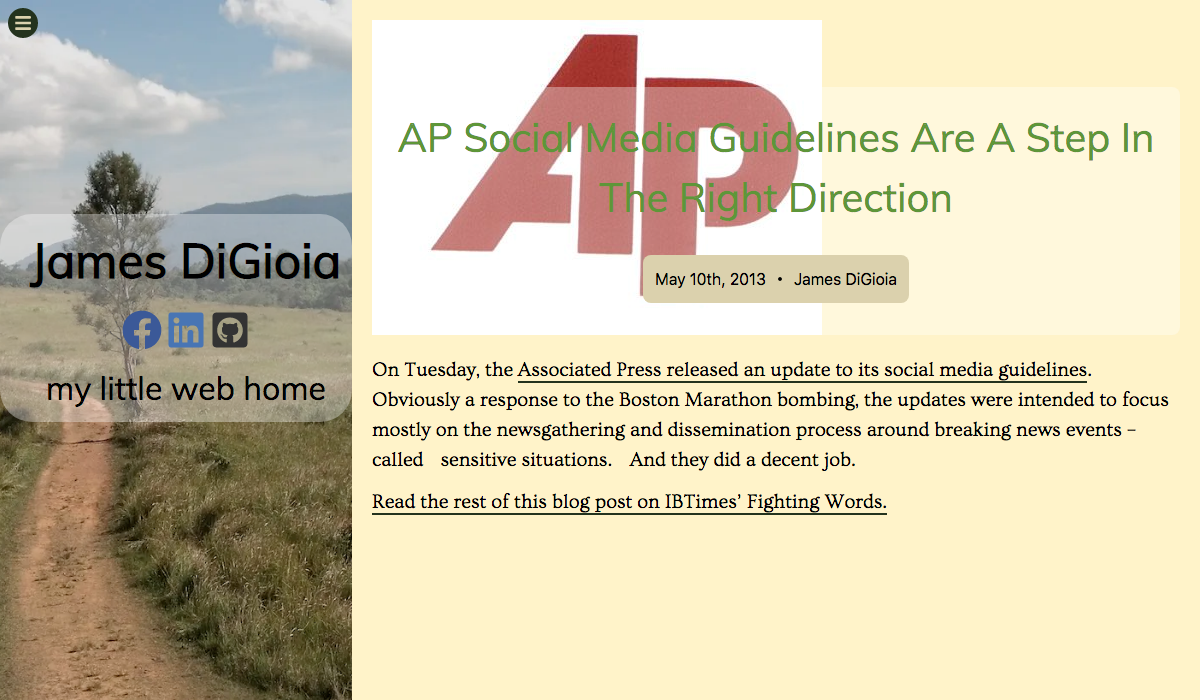 James DiGioia
my little web home
AP
AP Social Media Guidelines Are A Step In
The Right Direction
May 10th, 2013 • James DiGioia
On Tuesday, the Associated Press released an update to its social media guidelines.
Obviously a response to the Boston Marathon bombing, the updates were intended to focus
mostly on the newsgathering and dissemination process around breaking news events –
called sensitive situations. And they did a decent job.
Read the rest of this blog post on IBTimes’ Fighting Words.